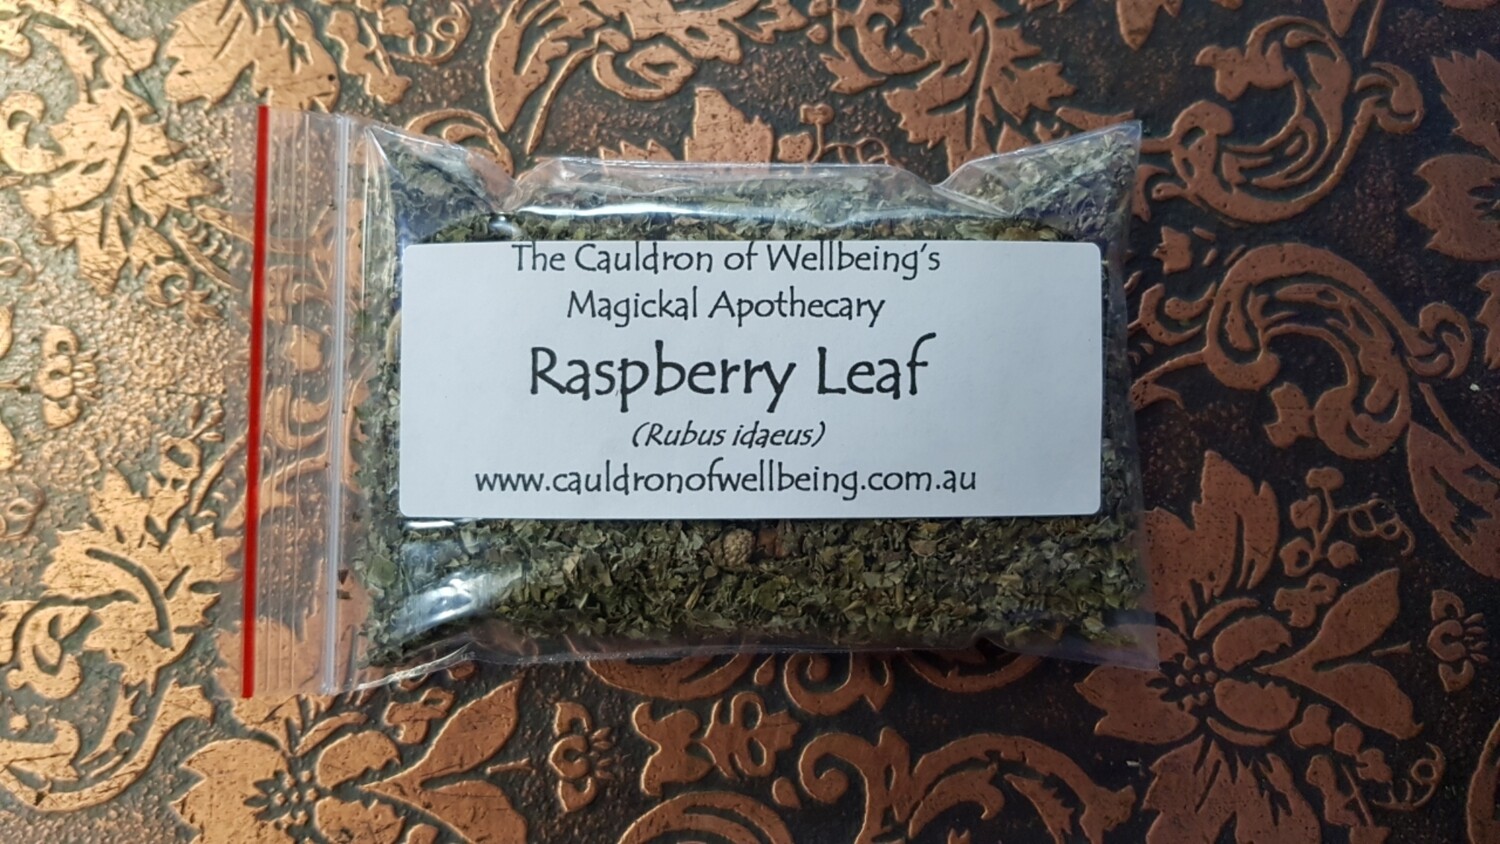 The Cauldron of Wellbeing's
Magickal Apothecary
Raspberry Leaf
(Rubus idaeus)
www.cauldronofwellbeing.com.au